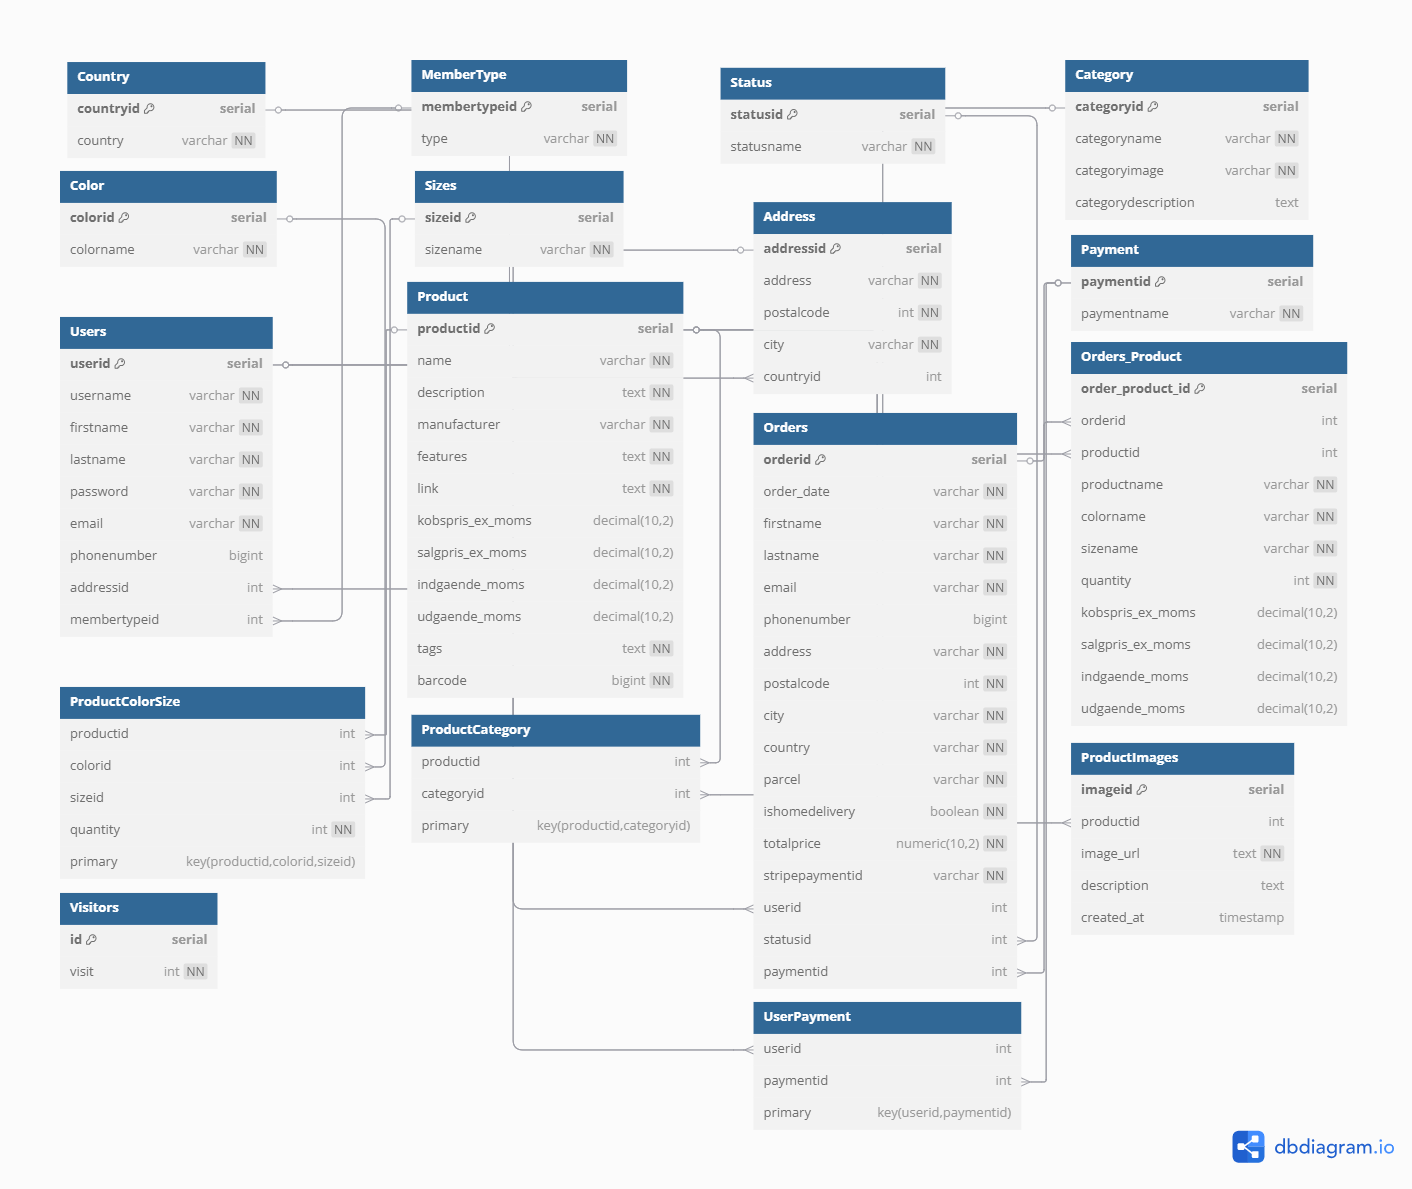 Country
countryid serial
country varchar NN
MemberType
membertypeid serial
type varchar NN
Status
statusid serial
statusname varchar NN
Category
categoryid serial
categoryname varchar NN
categoryimage varchar NN
categorydescription text
Color
colorid serial
colorname varchar NN
Sizes
sizeid serial
sizename varchar NN
Address
addressid serial
address varchar NN
postalcode int NN
city varchar NN
countryid int
Payment
paymentid serial
paymentname varchar NN
Users
userid serial
username varchar NN
firstname varchar NN
lastname varchar NN
password varchar NN
email varchar NN
phonenumber bigint
addressid int
membertypeid int
Product
productid serial
name varchar NN
description text NN
manufacturer varchar NN
features text NN
link text NN
kobspris_ex_moms decimal(10,2)
salgpris_ex_moms decimal(10,2)
indgaende_moms decimal(10,2)
udgaende_moms decimal(10,2)
tags text NN
barcode bigint NN
Orders
orderid serial
order_date varchar NN
firstname varchar NN
lastname varchar NN
email varchar NN
phonenumber bigint
address varchar NN
postalcode int NN
city varchar NN
country varchar NN
parcel varchar NN
ishomedelivery boolean NN
totalprice numeric(10,2) NN
stripepaymentid varchar NN
userid int
statusid int
paymentid int
Orders_Product
order_product_id serial
orderid int
productid int
productname varchar NN
colorname varchar NN
sizename varchar NN
quantity int NN
kobspris_ex_moms decimal(10,2)
salgpris_ex_moms decimal(10,2)
indgaende_moms decimal(10,2)
udgaende_moms decimal(10,2)
ProductColorSize
productid int
colorid int
sizeid int
quantity int NN
primary key(productid,colorid,sizeid)
ProductCategory
productid int
categoryid int
primary key(productid,categoryid)
ProductImages
imageid serial
productid int
image_url text NN
description text
created_at timestamp
Visitors
id serial
visit int NN
UserPayment
userid int
paymentid int
primary key(userid,paymentid)
dbdiagram.io